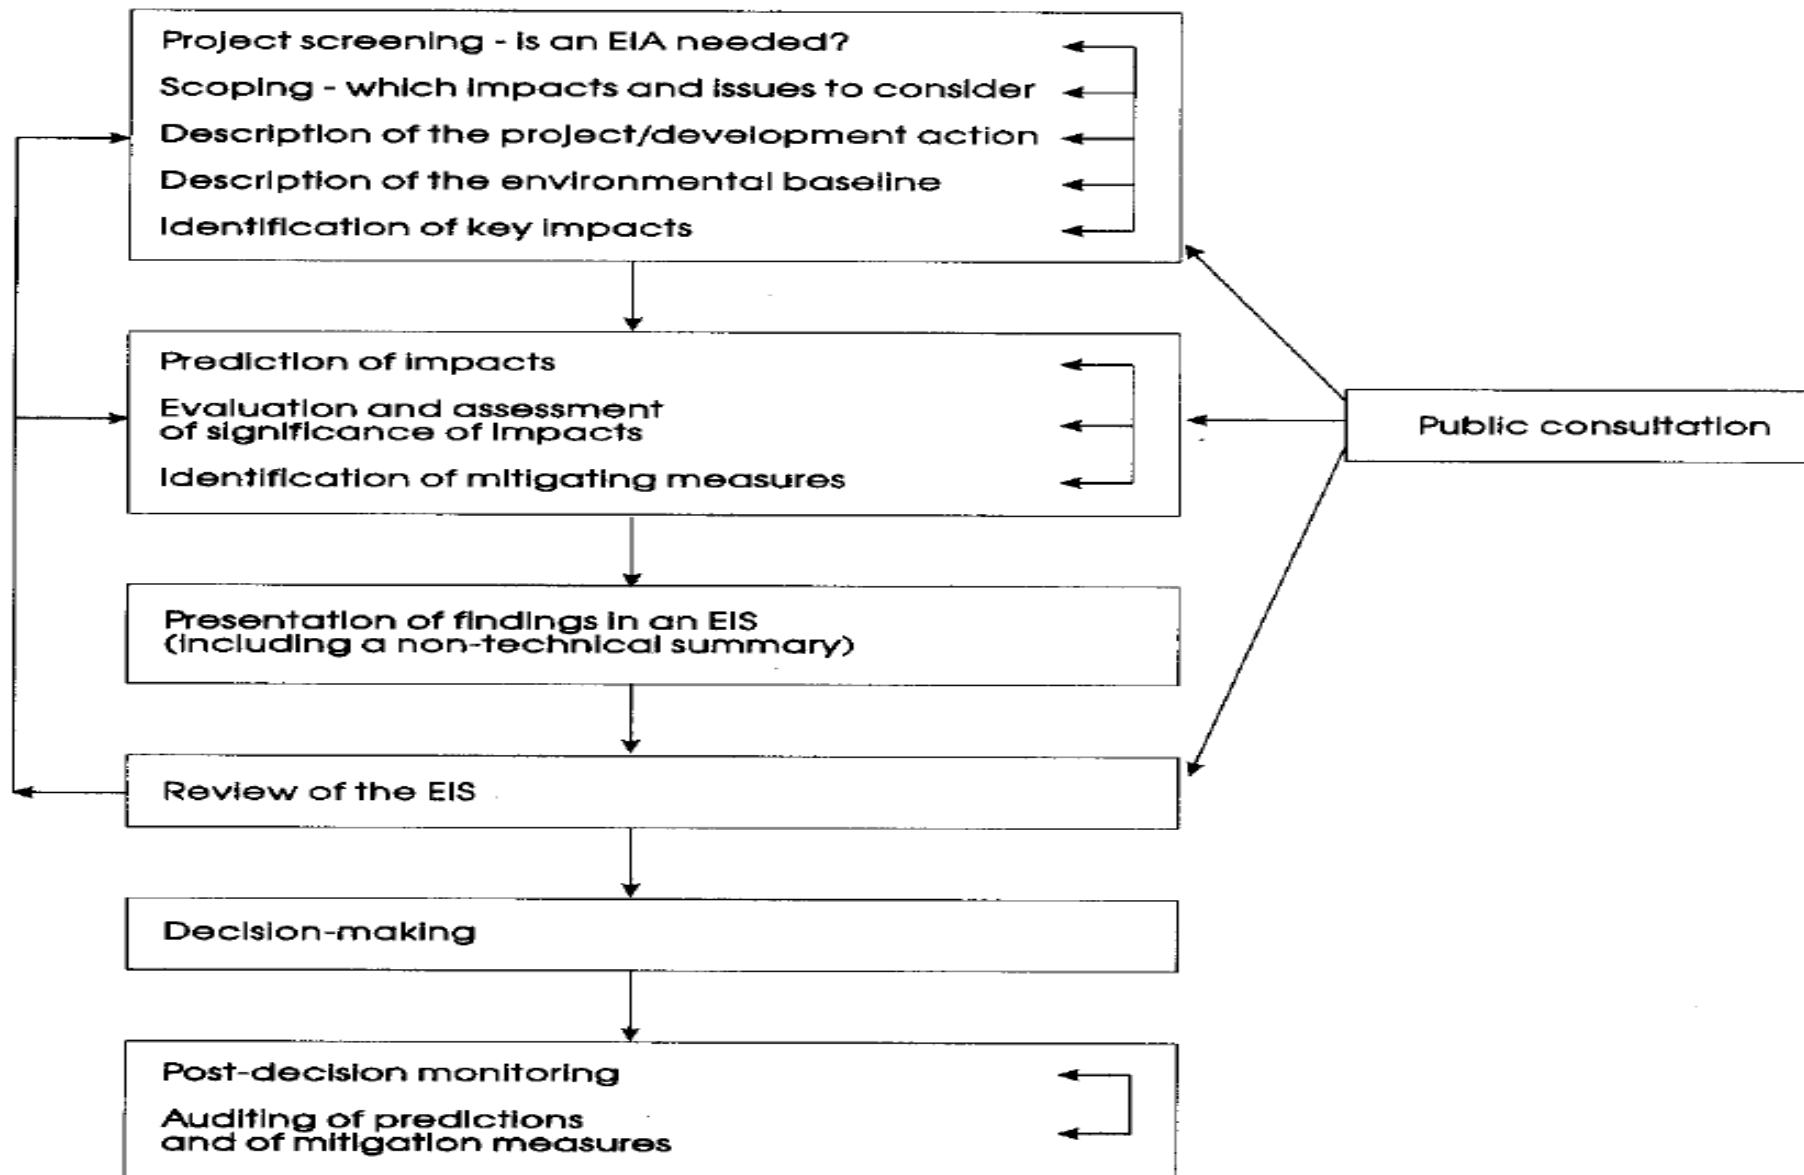 Project screening - is an EIA needed?
Scoping - which impacts and issues to consider
Description of the project/development action
Description of the environmental baseline
Identification of key impacts
Prediction of impacts
Evaluation and assessment
of significance of impacts
Identification of mitigating measures
Public consultation
Presentation of findings in an EIS
(including a non-technical summary)
Review of the EIS
Decision-making
Post-decision monitoring
Auditing of predictions
and of mitigation measures